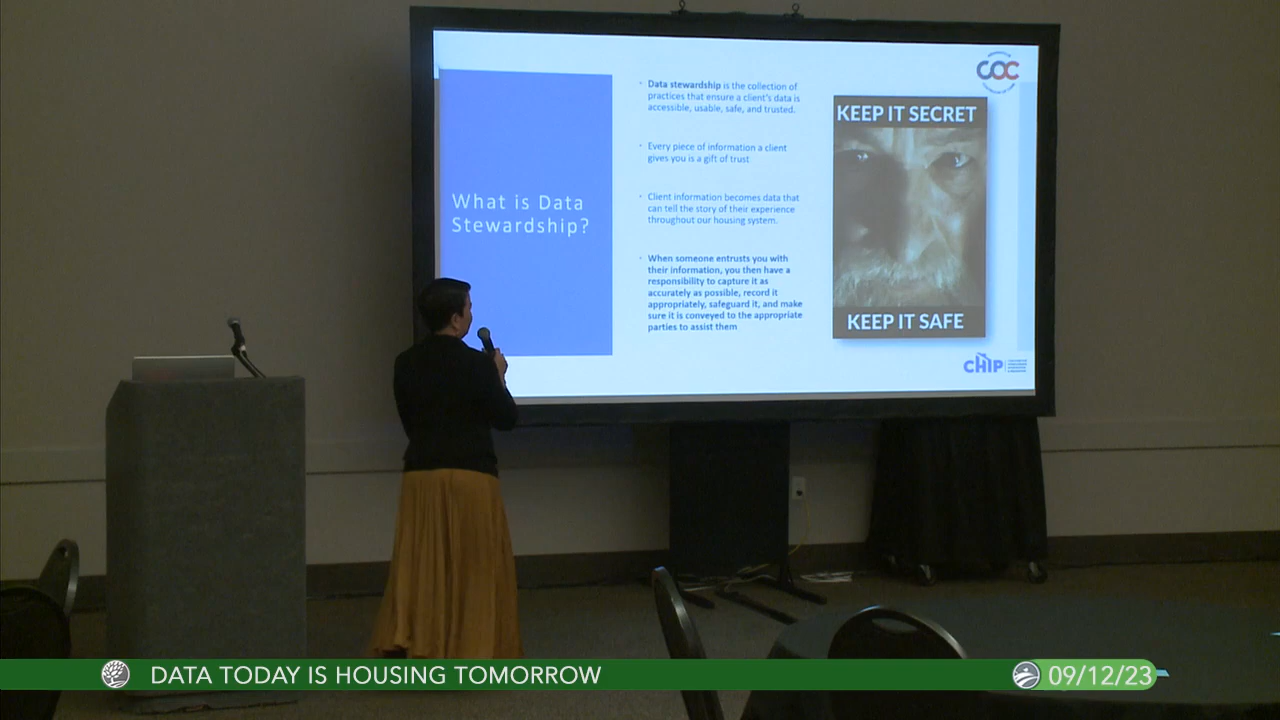 What is Data
Stewardship?
Data stewardship is the collection of
practices that ensure a client's data is
accessible, usable, safe, and trusted.
Every piece of information a client
gives you is a gift of trust
Client information becomes data that
can tell the story of their experience
throughout our housing system.
When someone entrusts you with
their information, you then have a
responsibility to capture it as
accurately as possible, record it
appropriately, safeguard it, and make
sure it is conveyed to the appropriate
parties to assist them
COC
KEEP IT SECRET
KEEP IT SAFE
CHIP
DATA TODAY IS HOUSING TOMORROW
09/12/23